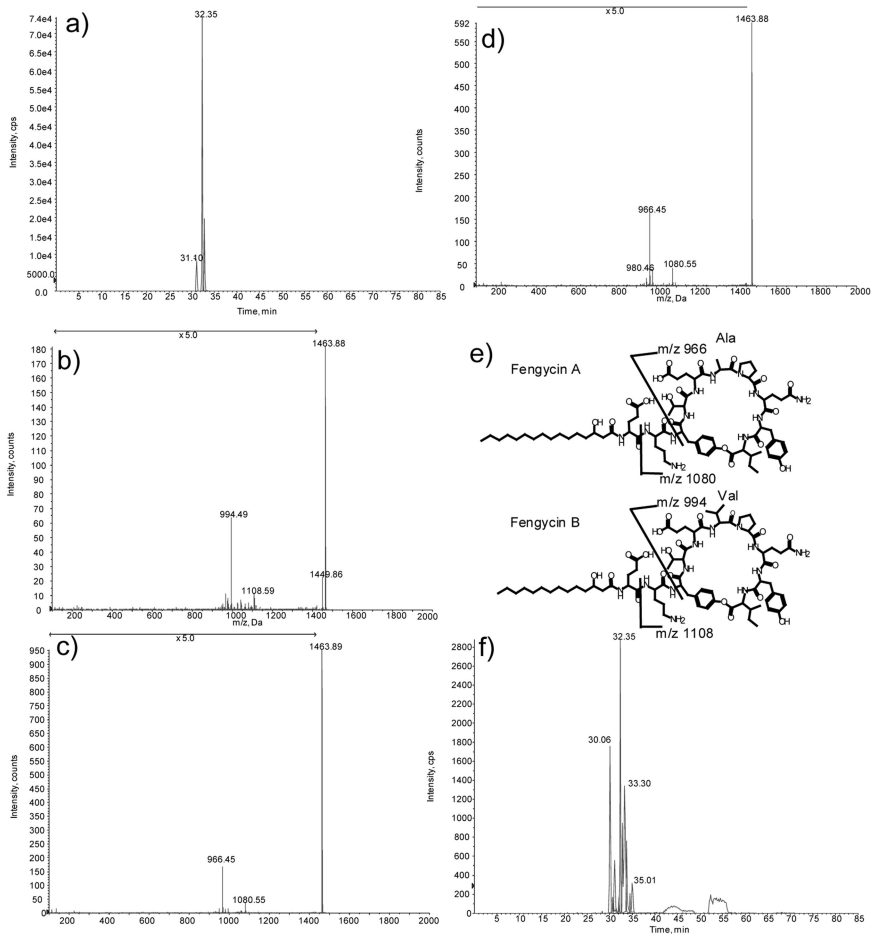 a)
32.35
31.10
7.4e4
7.0e4
6.5e4
6.0e4
5.5e4
5.0e4
4.5e4
4.0e4
3.5e4
3.0e4
2.5e4
2.0e4
1.5e4
1.0e4
5000.0
0.0
Intensity, cps
5 10 15 20 25 30 35 40 45 50 55 60 65 70 75 80 85
Time, min
d)
x 5.0
1463.88
966.45
980.46
1080.55
592
550
500
450
400
350
300
250
200
150
100
50
0
Intensity, counts
200 400 600 800 1000 1200 1400 1600 1800 2000
m/z, Da
b)
x 5.0
1463.88
994.49
1449.86
1108.59
180
170
160
150
140
130
120
110
100
90
80
70
60
50
40
30
20
10
0
Intensity, counts
200 400 600 800 1000 1200 1400 1600 1800 2000
m/z, Da
e)
m/z 966
Ala
Fengycin A
m/z 1080
m/z 994
Val
Fengycin B
m/z 1108
c)
x 5.0
1463.89
966.45
1080.55
950
900
850
800
750
700
650
600
550
500
450
400
350
300
250
200
150
100
50
0
Intensity, counts
200 400 600 800 1000 1200 1400 1600 1800 2000
f)
32.35
30.06
33.30
35.01
2800
2600
2400
2200
2000
1800
1600
1400
1200
1000
800
600
400
200
0
Intensity, cps
5 10 15 20 25 30 35 40 45 50 55 60 65 70 75 80 85
Time, min